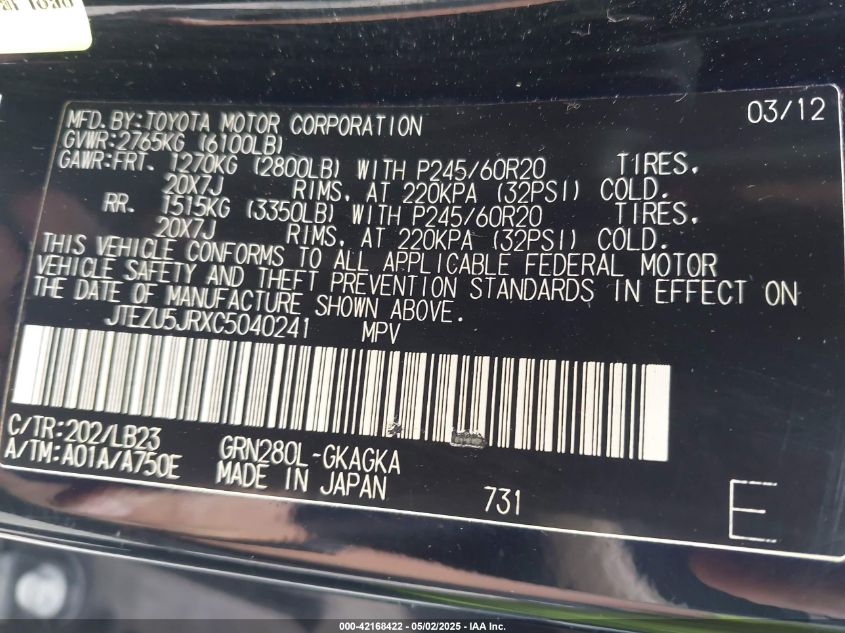 03/12
MFD.BY:TOYOTA MOTOR CORPORATION
GVWR:2765KG (6100LB)
GAWR:FRT. 1270KG (2800LB) WITH P245/60R20 TIRES,
20X7J RIMS, AT 220KPA (32PSI) COLD.
RR. 1515KG (3350LB) WITH P245/60R20 TIRES,
20X7J RIMS, AT 220KPA (32PSI) COLD.
THIS VEHICLE CONFORMS TO ALL APPLICABLE FEDERAL MOTOR
VEHICLE SAFETY AND THEFT PREVENTION STANDARDS IN EFFECT ON
THE DATE OF MANUFACTURE SHOWN ABOVE.
JTEZU5JRXC5040241 MPV
C/TR:202/LB23 GRN280L-GKAGKA
A/TM:A01A/A750E MADE IN JAPAN
731 E
000-42168422 - 05/02/2025 - IAA Inc.